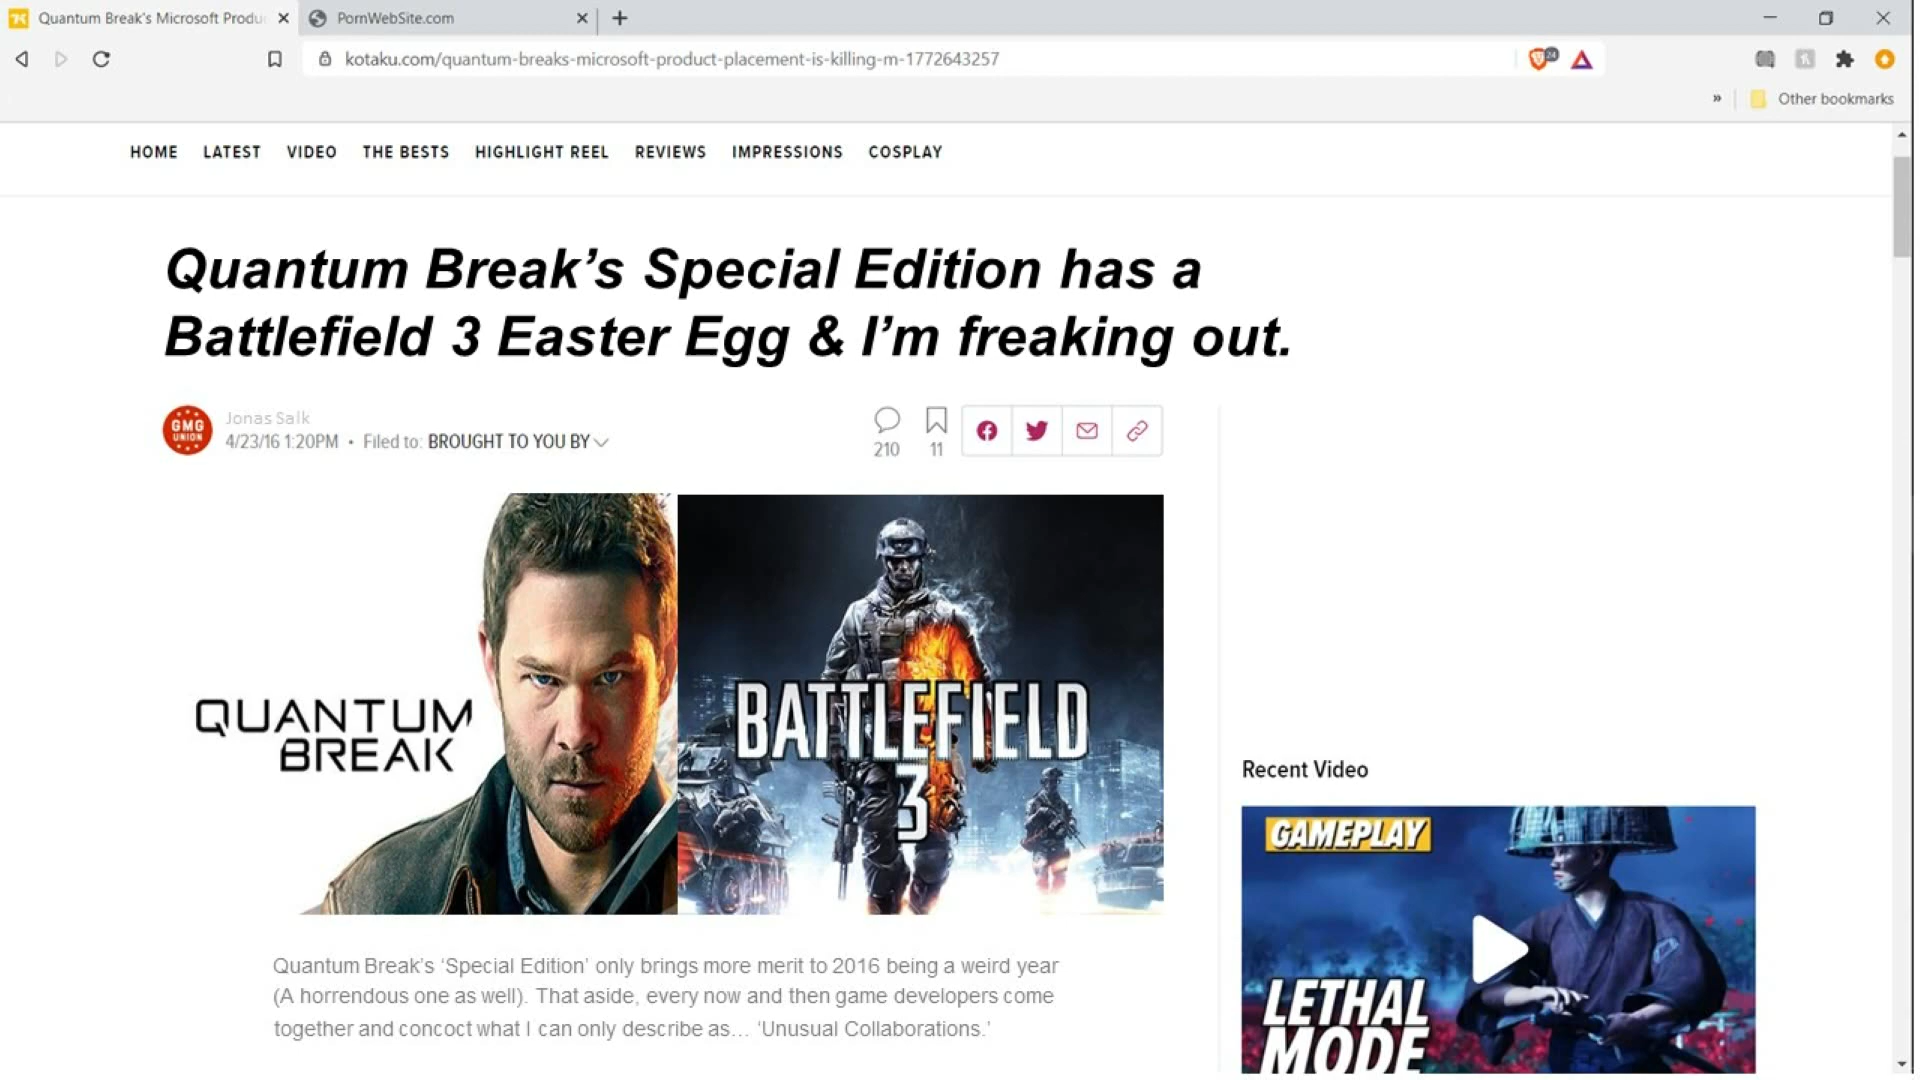 Quantum Break's Microsoft Produ
PornWebSite.com
kotaku.com/quantum-breaks-microsoft-product-placement-is-killing-m-1772643257
24
» Other bookmarks
HOME LATEST VIDEO THE BESTS HIGHLIGHT REEL REVIEWS IMPRESSIONS COSPLAY
Quantum Break’s Special Edition has a
Battlefield 3 Easter Egg & I’m freaking out.
GMG
UNION
Jonas Salk
4/23/16 1:20PM • Filed to: BROUGHT TO YOU BY
210
11
QUANTUM
BREAK
BATTLEFIELD
3
Quantum Break’s ‘Special Edition’ only brings more merit to 2016 being a weird year
(A horrendous one as well). That aside, every now and then game developers come
together and concoct what I can only describe as… ‘Unusual Collaborations.’
Recent Video
GAMEPLAY
LETHAL
MODE